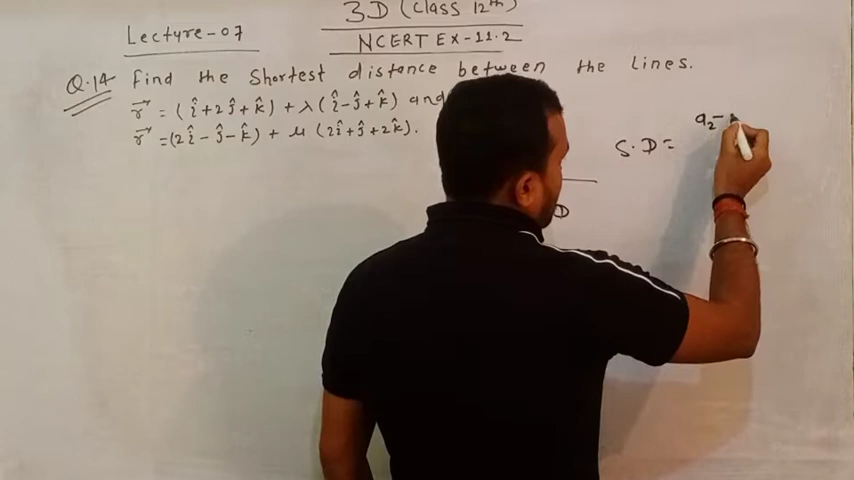 3D (Class 12th)
Lecture-07
NCERT EX-11.2
Q.14 Find the Shortest distance between the Lines.
r⃗ = (î+2ĵ+k̂) + λ(î-ĵ+k̂) and
r⃗ =(2î-ĵ-k̂) + μ (2î+ĵ+2k̂).
S.D = a₂-
D